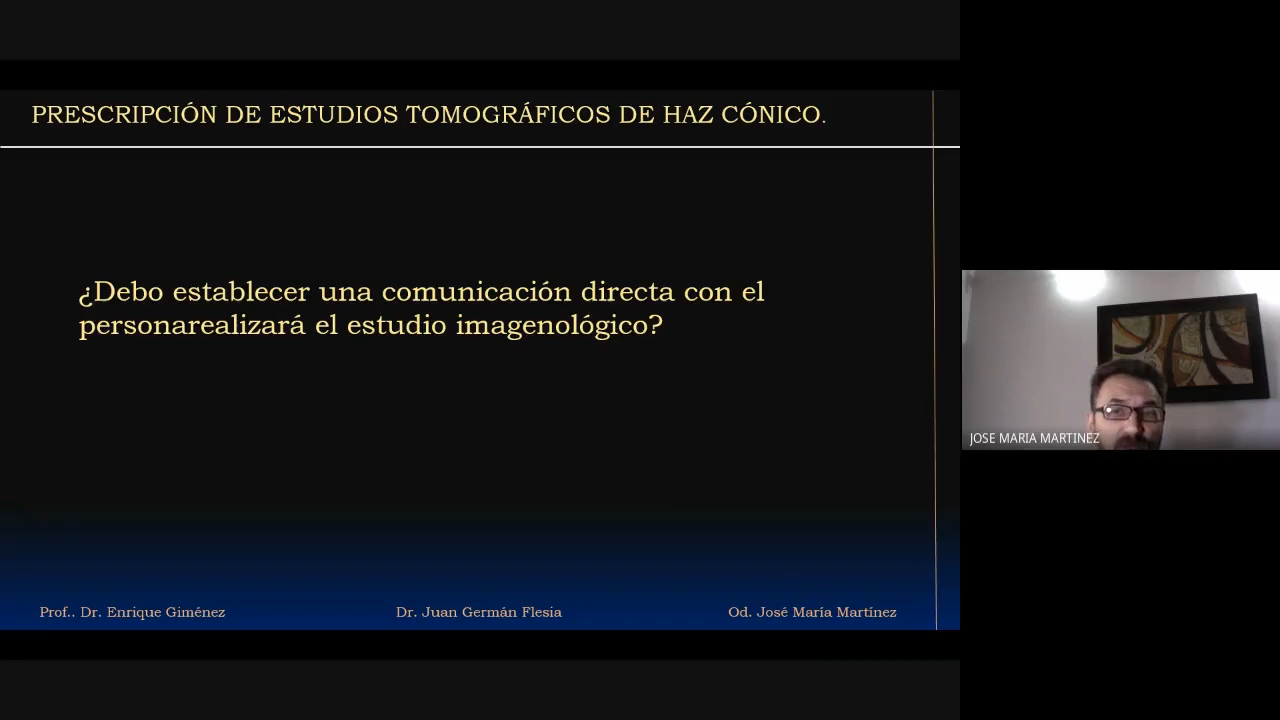 PRESCRIPCIÓN DE ESTUDIOS TOMOGRÁFICOS DE HAZ CÓNICO.
¿Debo establecer una comunicación directa con el
personarealizará el estudio imagenológico?
JOSE MARIA MARTINEZ
Prof.. Dr. Enrique Giménez
Dr. Juan Germán Flesia
Od. José María Martínez